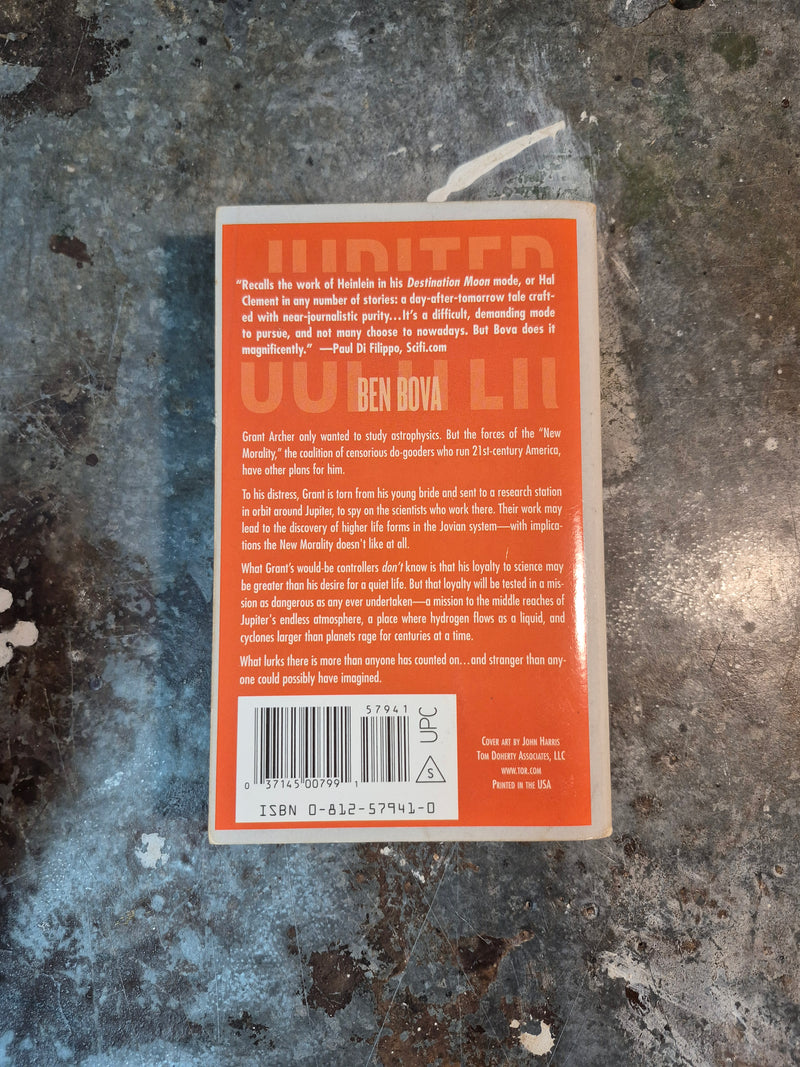 JUPITER
"Recalls the work of Heinlein in his Destination Moon mode, or Hal
Clement in any number of stories: a day-after-tomorrow tale craft-
ed with near-journalistic purity...It's a difficult, demanding mode
to pursue, and not many choose to nowadays. But Bova does it
magnificently." —Paul Di Filippo, Scifi.com
BEN BOVA
Grant Archer only wanted to study astrophysics. But the forces of the "New
Morality," the coalition of censorious do-gooders who run 21st-century America,
have other plans for him.
To his distress, Grant is torn from his young bride and sent to a research station
in orbit around Jupiter, to spy on the scientists who work there. Their work may
lead to the discovery of higher life forms in the Jovian system—with implica-
tions the New Morality doesn't like at all.
What Grant's would-be controllers don't know is that his loyalty to science may
be greater than his desire for a quiet life. But that loyalty will be tested in a mis-
sion as dangerous as any ever undertaken—a mission to the middle reaches of
Jupiter's endless atmosphere, a place where hydrogen flows as a liquid, and
cyclones larger than planets rage for centuries at a time.
What lurks there is more than anyone has counted on...and stranger than any-
one could possibly have imagined.
57941
UPC
S
0 37145 00799 1
ISBN 0-812-57941-0
COVER ART BY JOHN HARRIS
TOM DOHERTY ASSOCIATES, LLC
WWW.TOR.COM
PRINTED IN THE USA